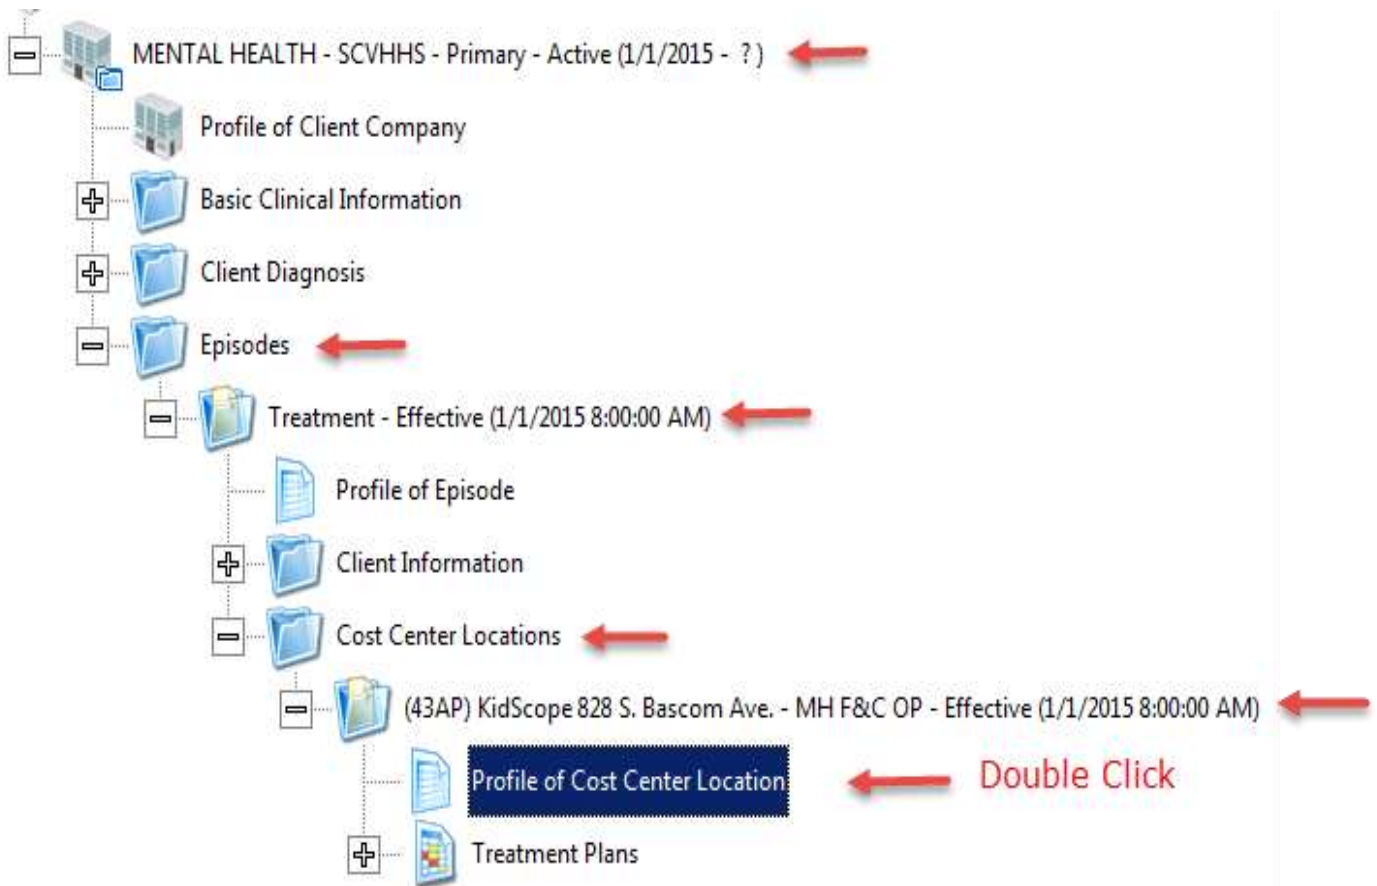 MENTAL HEALTH - SCVHHS - Primary - Active (1/1/2015 - ? )
Profile of Client Company
Basic Clinical Information
Client Diagnosis
Episodes
Treatment - Effective (1/1/2015 8:00:00 AM)
Profile of Episode
Client Information
Cost Center Locations
(43AP) KidScope 828 S. Bascom Ave. - MH F&C OP - Effective (1/1/2015 8:00:00 AM)
Profile of Cost Center Location Double Click
Treatment Plans